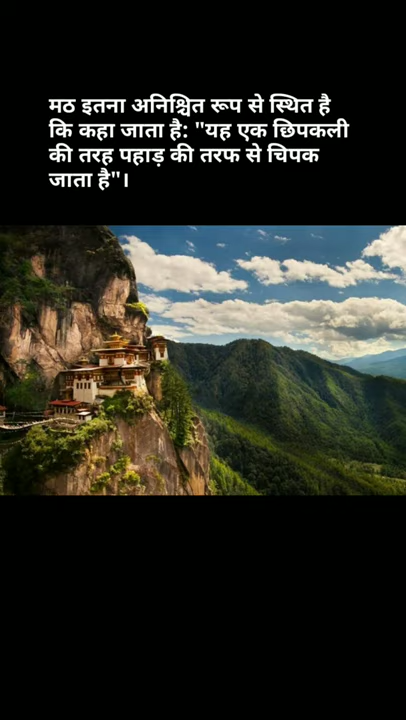 मठ इतना अनिश्चित रूप से स्थित है
कि कहा जाता है: "यह एक छिपकली
की तरह पहाड़ की तरफ से चिपक
जाता है"।